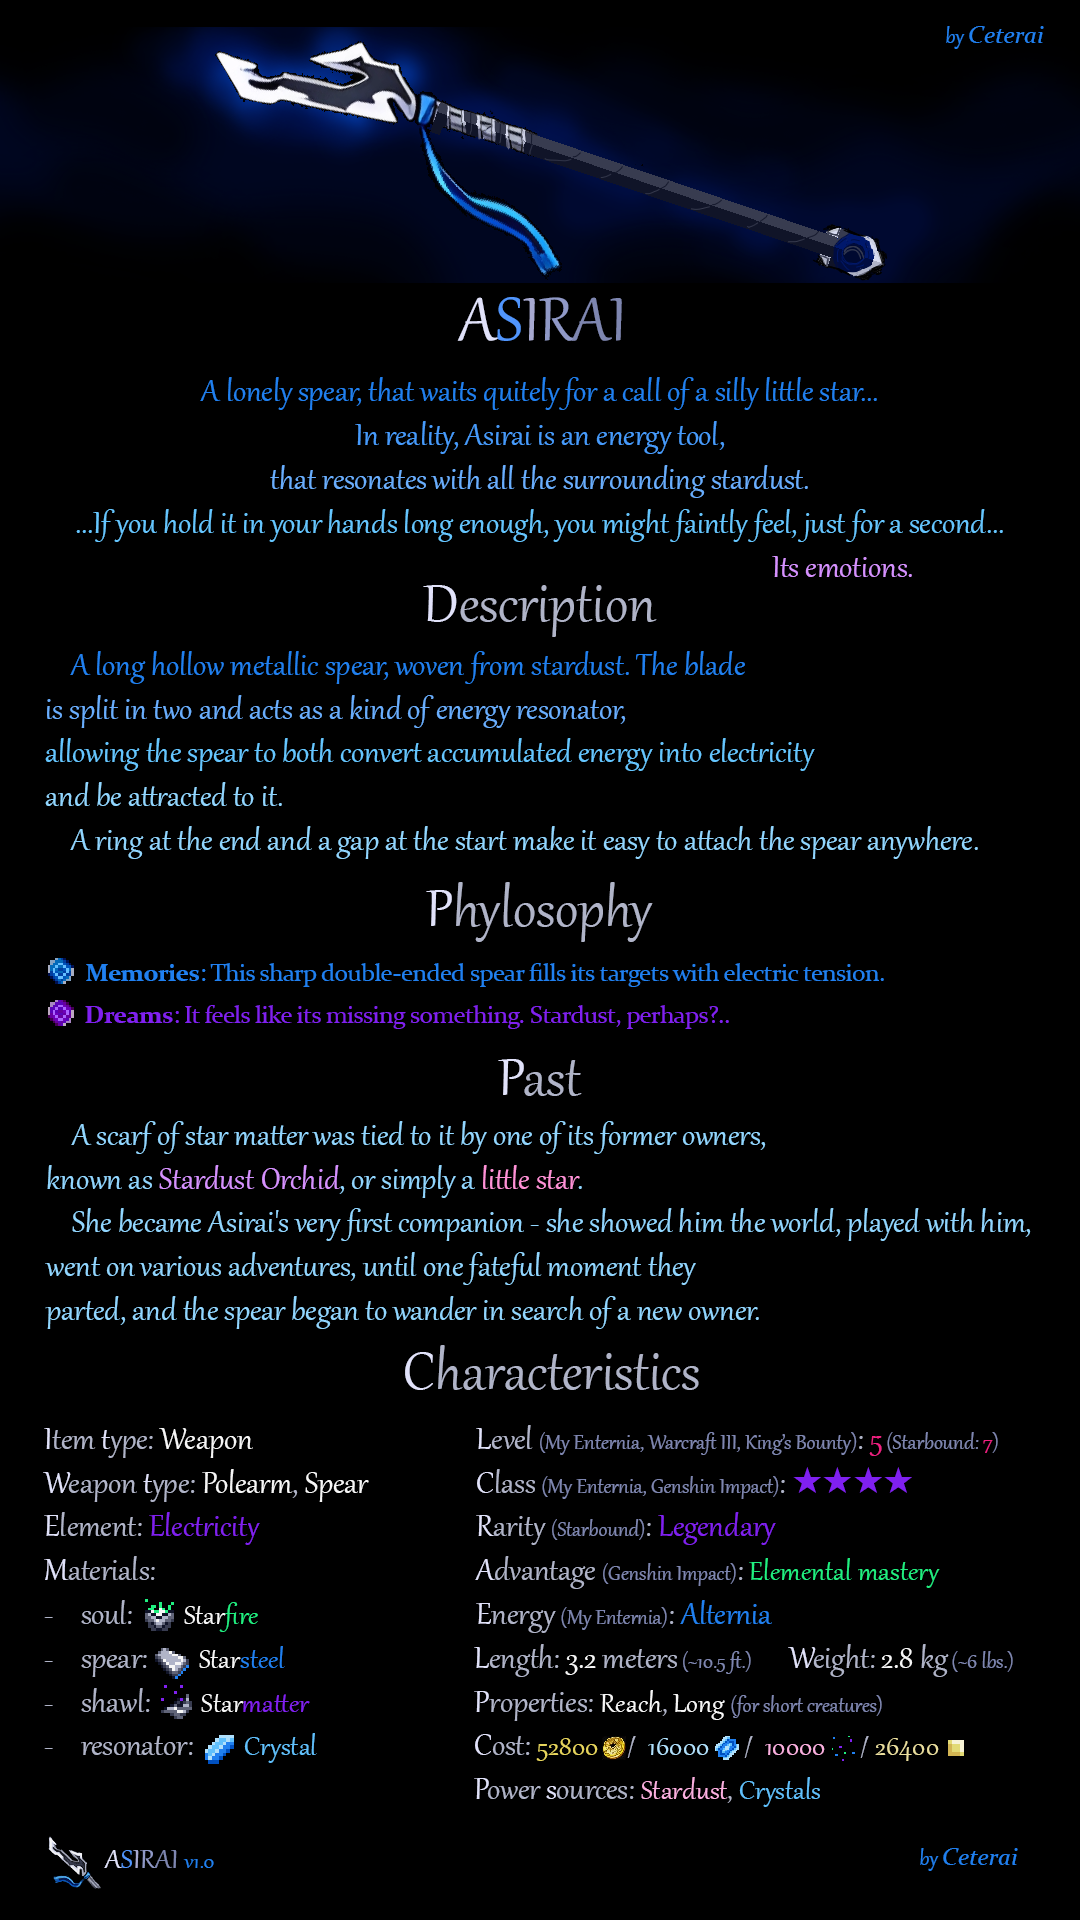 by Ceterai
ASIRAI
A lonely spear, that waits quitely for a call of a silly little star...
In reality, Asirai is an energy tool,
that resonates with all the surrounding stardust.
...If you hold it in your hands long enough, you might faintly feel, just for a second...
Its emotions.
Description
A long hollow metallic spear, woven from stardust. The blade
is split in two and acts as a kind of energy resonator,
allowing the spear to both convert accumulated energy into electricity
and be attracted to it.
A ring at the end and a gap at the start make it easy to attach the spear anywhere.
Phylosophy
Memories: This sharp double-ended spear fills its targets with electric tension.
Dreams: It feels like its missing something. Stardust, perhaps?..
Past
A scarf of star matter was tied to it by one of its former owners,
known as Stardust Orchid, or simply a little star.
She became Asirai's very first companion - she showed him the world, played with him,
went on various adventures, until one fateful moment they
parted, and the spear began to wander in search of a new owner.
Characteristics
Item type: Weapon
Weapon type: Polearm, Spear
Element: Electricity
Materials:
- soul: Starfire
- spear: Starsteel
- shawl: Starmatter
- resonator: Crystal
Level (My Enternia, Warcraft III, King's Bounty): 5 (Starbound: 7)
Class (My Enternia, Genshin Impact): ★★★★
Rarity (Starbound): Legendary
Advantage (Genshin Impact): Elemental mastery
Energy (My Enternia): Alternia
Length: 3.2 meters (~10.5 ft.) Weight: 2.8 kg (~6 lbs.)
Properties: Reach, Long (for short creatures)
Cost: 52800 / 16000 / 10000 / 26400
Power sources: Stardust, Crystals
ASIRAI v1.0
by Ceterai